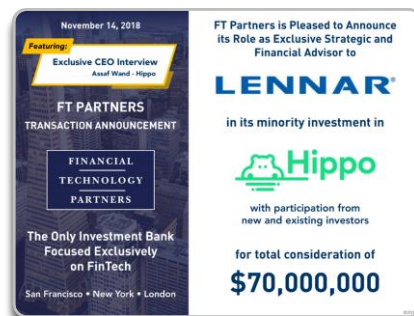 November 14, 2018
Featuring:
Exclusive CEO Interview
Assaf Wand - Hippo
FT PARTNERS
TRANSACTION ANNOUNCEMENT
FINANCIAL
TECHNOLOGY
PARTNERS
The Only Investment Bank
Focused Exclusively
on FinTech
San Francisco • New York • London
FT Partners is Pleased to Announce
its Role as Exclusive Strategic and
Financial Advisor to
LENNAR®
in its minority investment in
Hippo
with participation from
new and existing investors
for total consideration of
$70,000,000